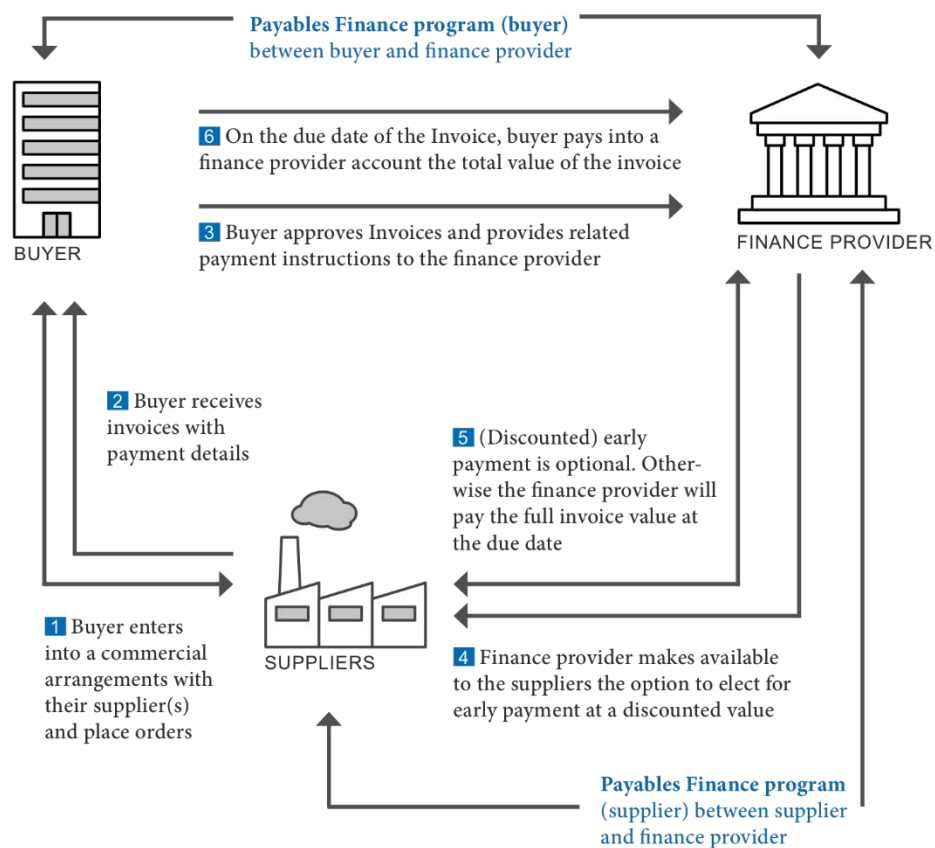 Payables Finance program (buyer)
between buyer and finance provider
6 On the due date of the Invoice, buyer pays into a
finance provider account the total value of the invoice
3 Buyer approves Invoices and provides related
payment instructions to the finance provider
BUYER
FINANCE PROVIDER
2 Buyer receives
invoices with
payment details
5 (Discounted) early
payment is optional. Other-
wise the finance provider will
pay the full invoice value at
the due date
1 Buyer enters
into a commercial
arrangements with
their supplier(s)
and place orders
SUPPLIERS
4 Finance provider makes available
to the suppliers the option to elect for
early payment at a discounted value
Payables Finance program
(supplier) between supplier
and finance provider